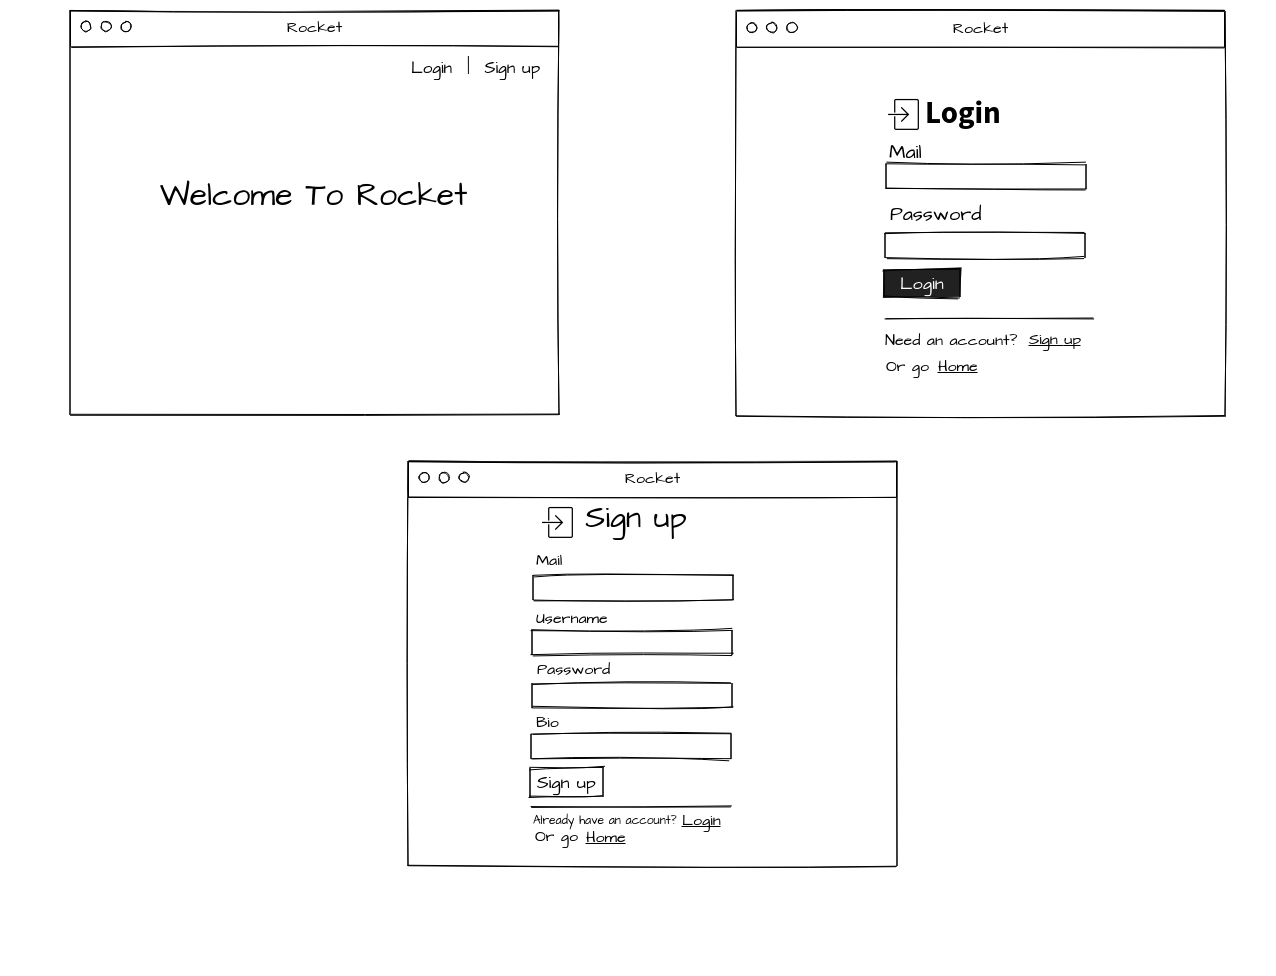 Rocket
Login | Sign up
Welcome To Rocket
Rocket
Login
Mail
Password
Login
Need an account? Sign up
Or go Home
Rocket
Sign up
Mail
Username
Password
Bio
Sign up
Already have an account? Login
Or go Home